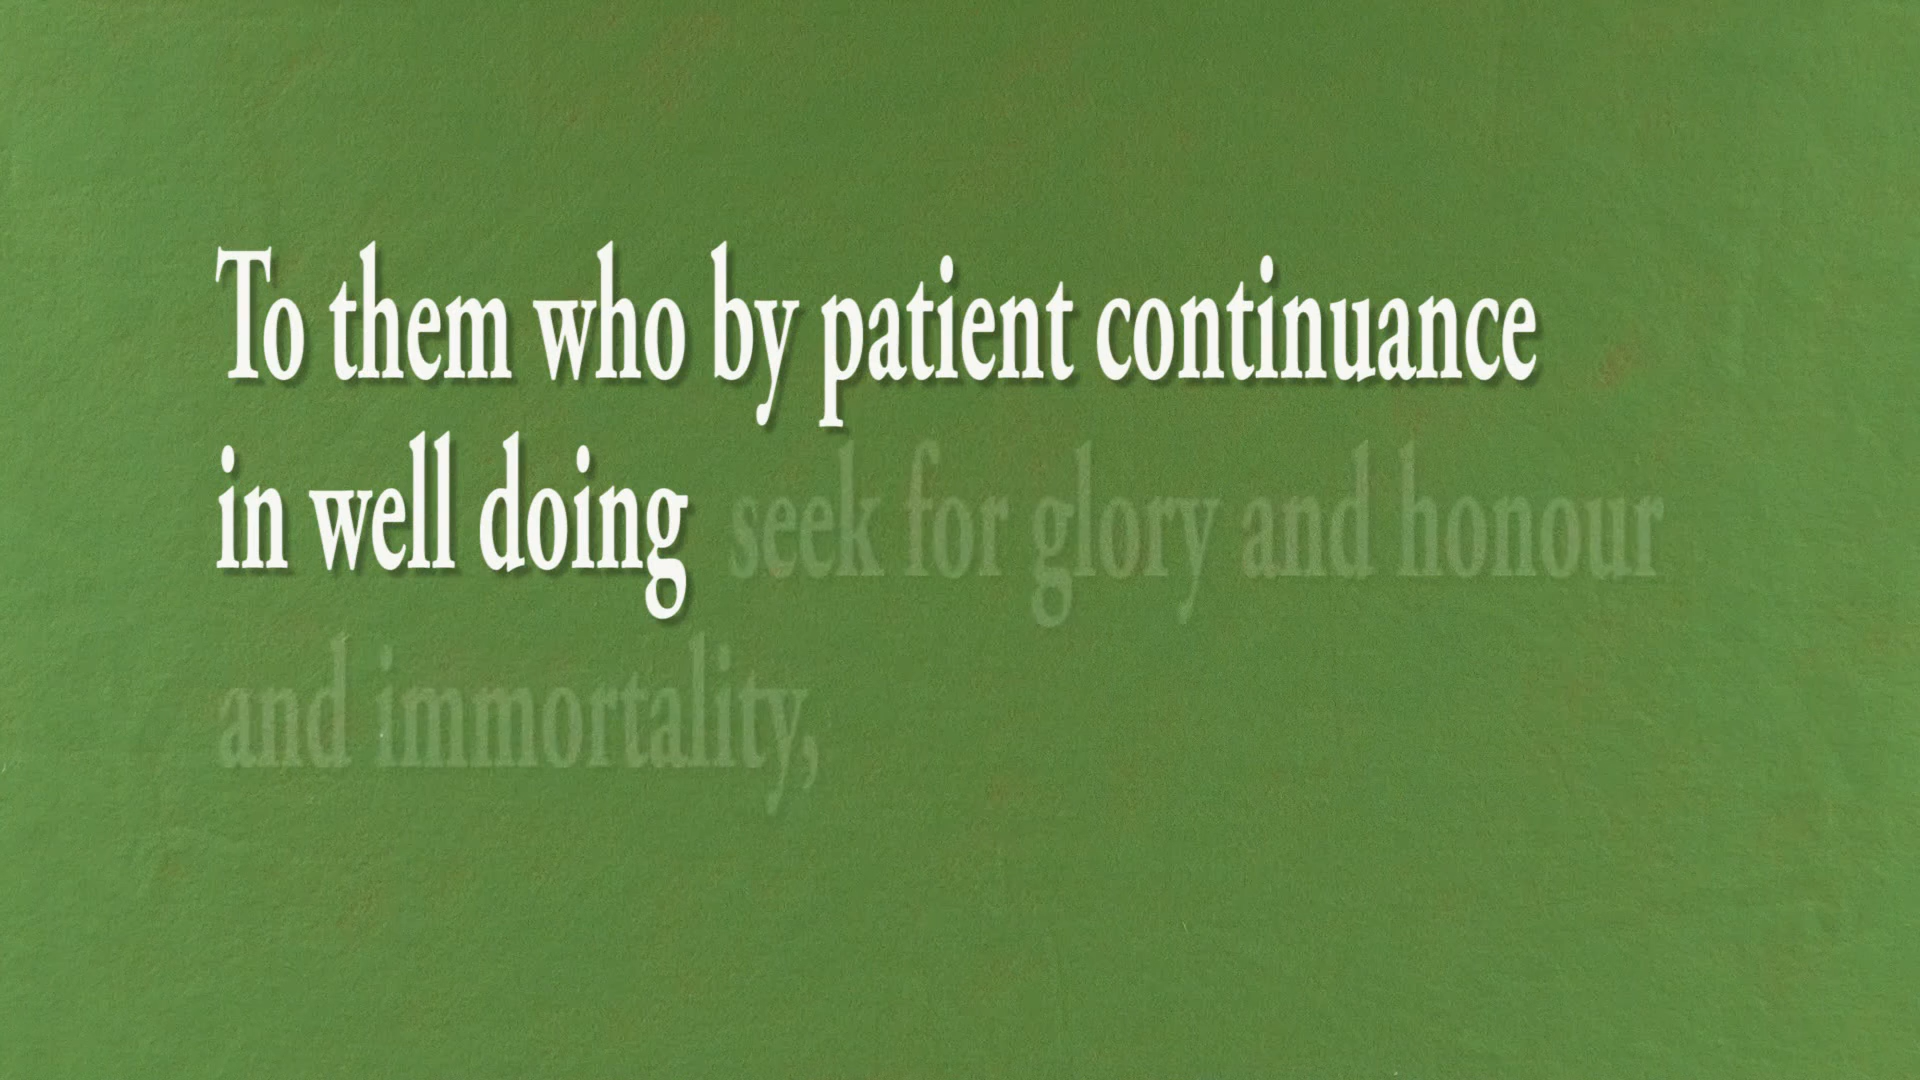 To them who by patient continuance
in well doing seek for glory and honour
and immortality,